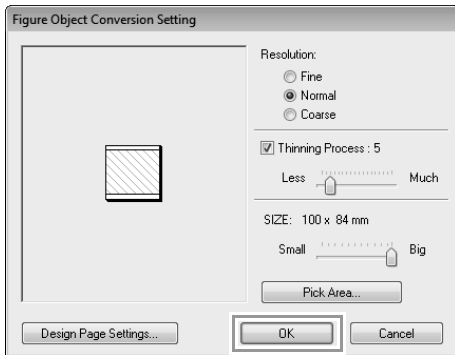 Figure Object Conversion Setting
Resolution:
Fine
Normal
Coarse
Thinning Process : 5
Less Much
SIZE: 100 x 84 mm
Small Big
Pick Area...
Design Page Settings... OK Cancel